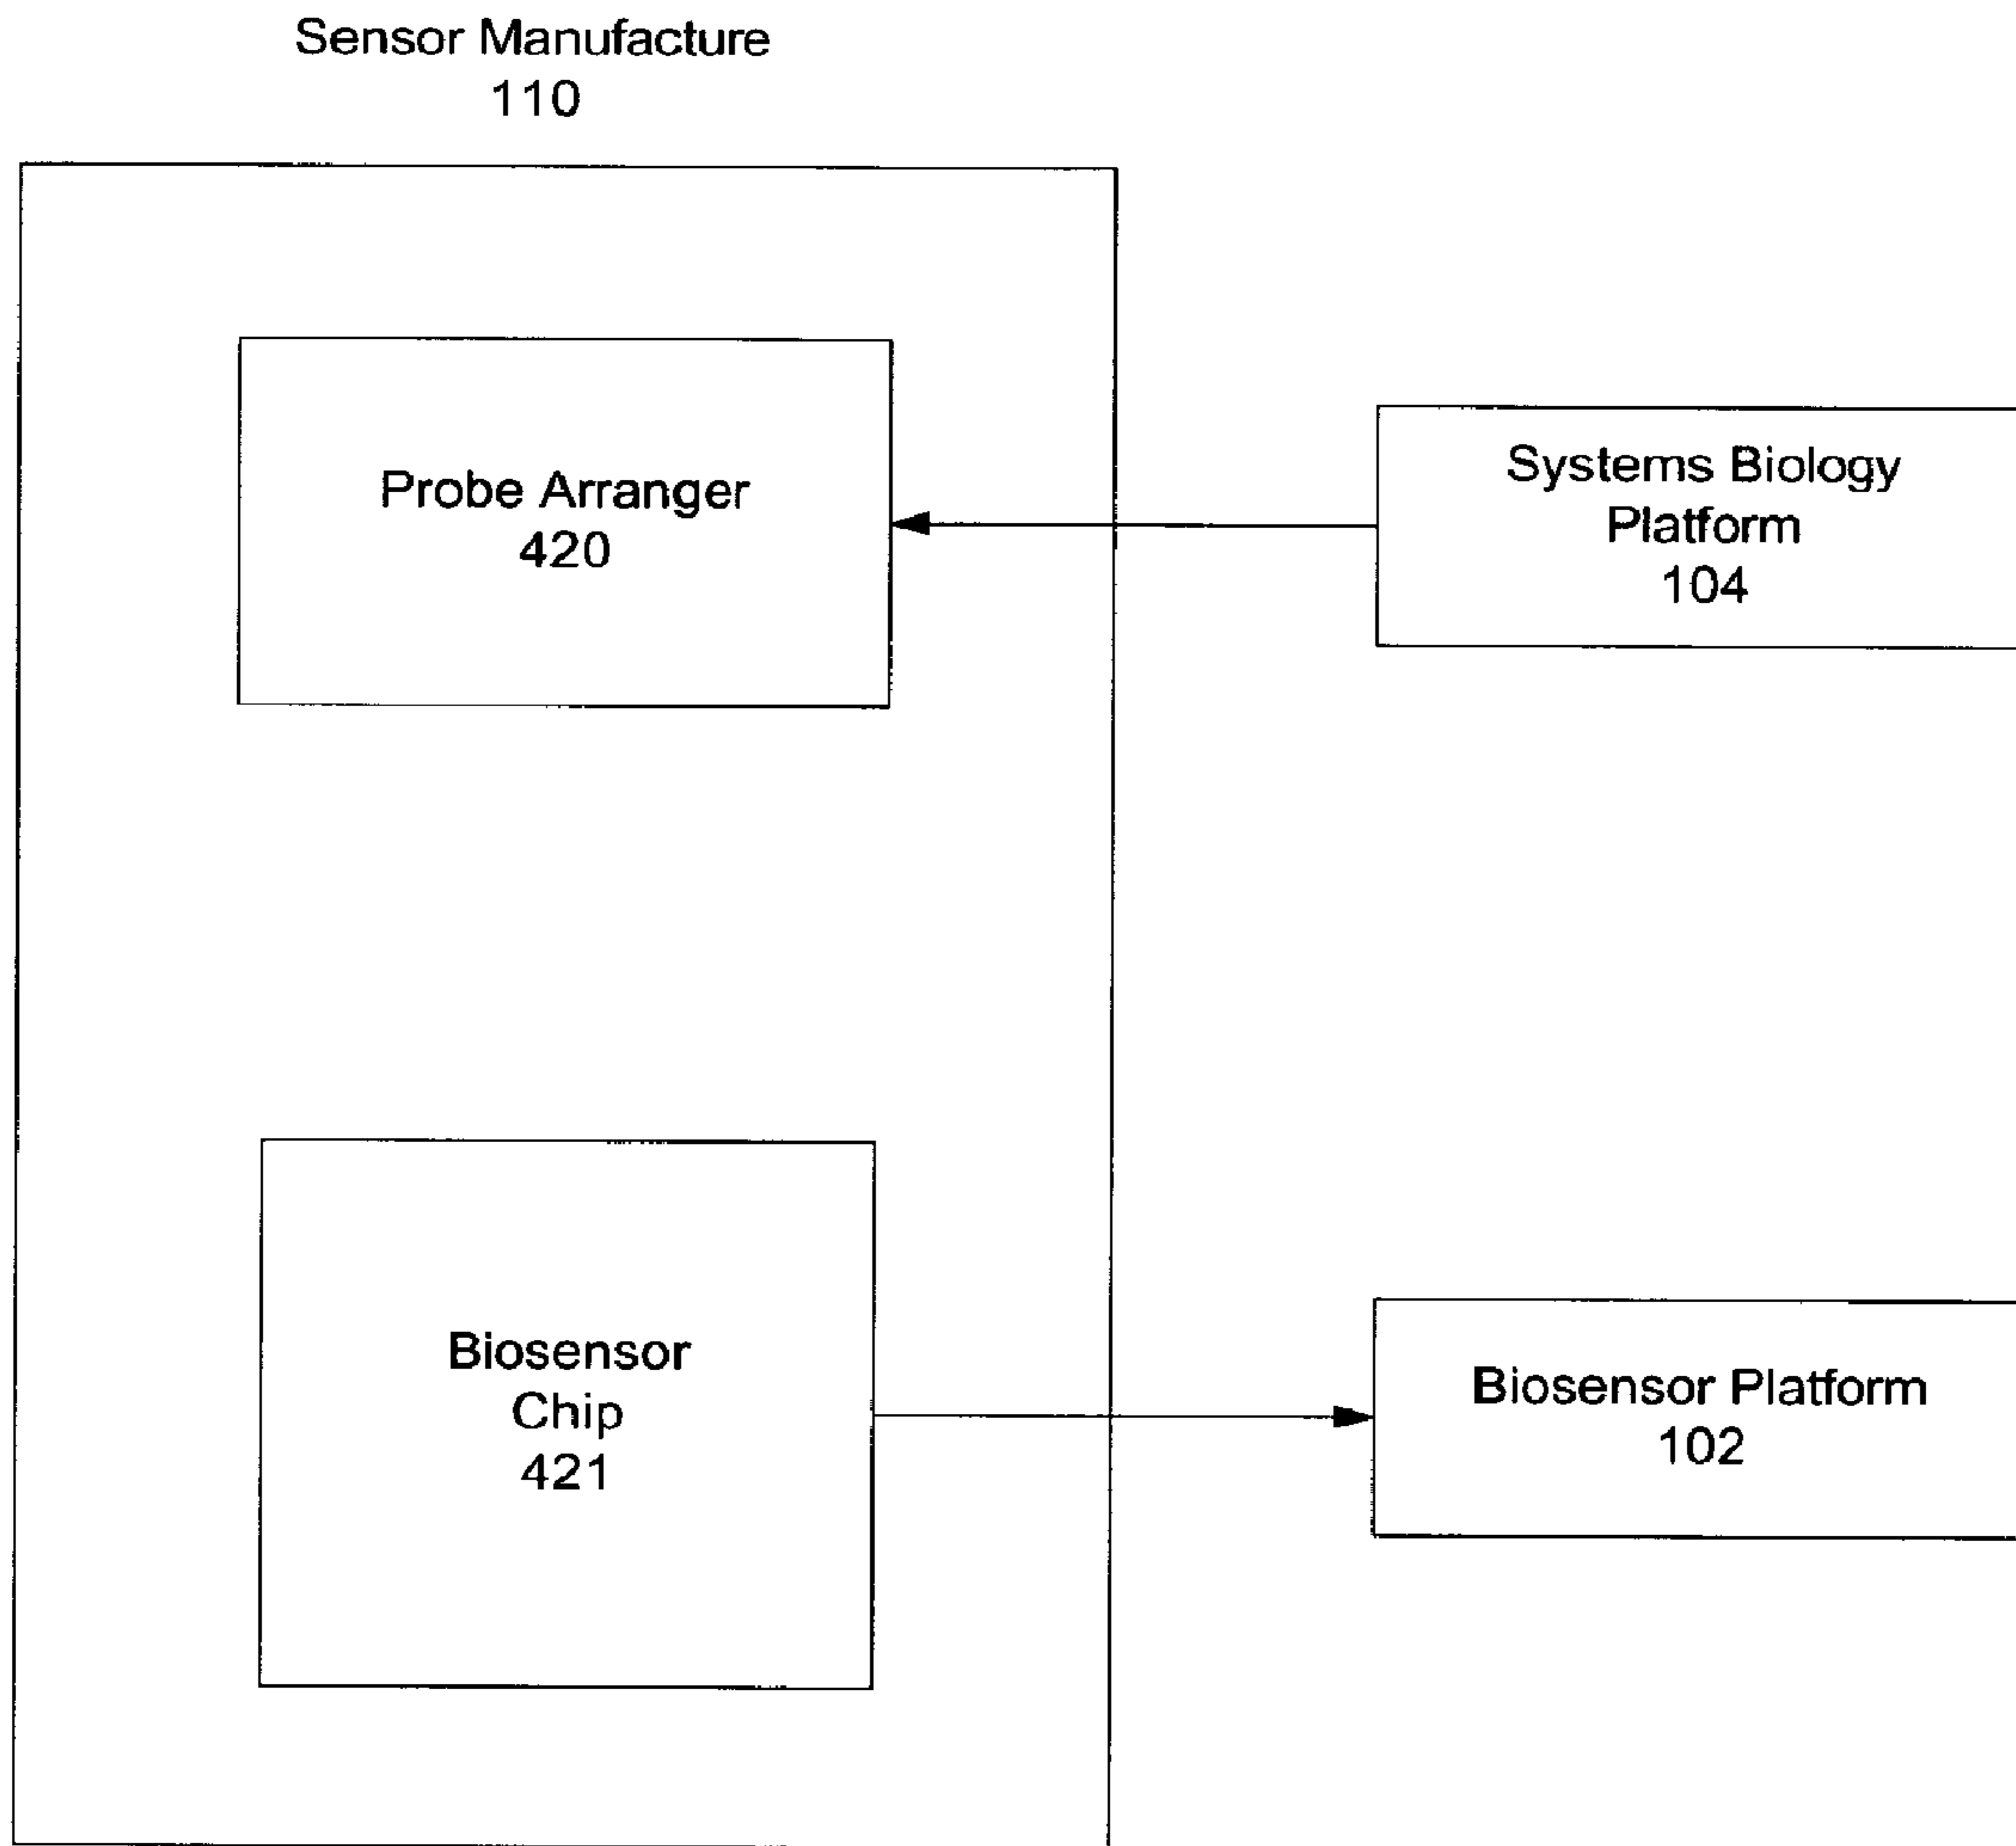 Sensor Manufacture
110
Probe Arranger
420
Systems Biology
Platform
104
Biosensor
Chip
421
Biosensor Platform
102